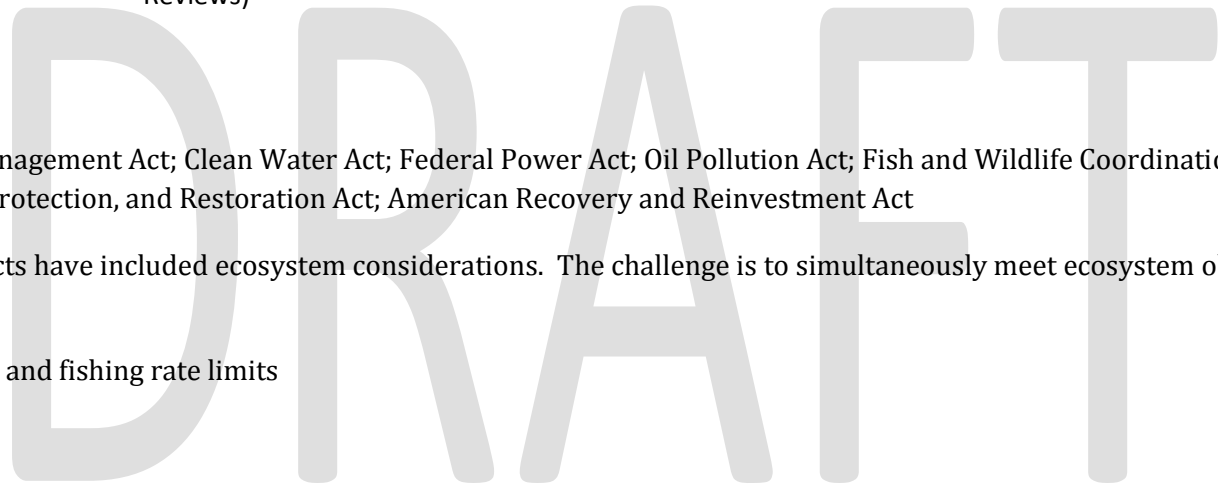 Reviews)
DRAFT
nagement Act; Clean Water Act; Federal Power Act; Oil Pollution Act; Fish and Wildlife Coordinatio
rotection, and Restoration Act; American Recovery and Reinvestment Act
cts have included ecosystem considerations. The challenge is to simultaneously meet ecosystem o
and fishing rate limits